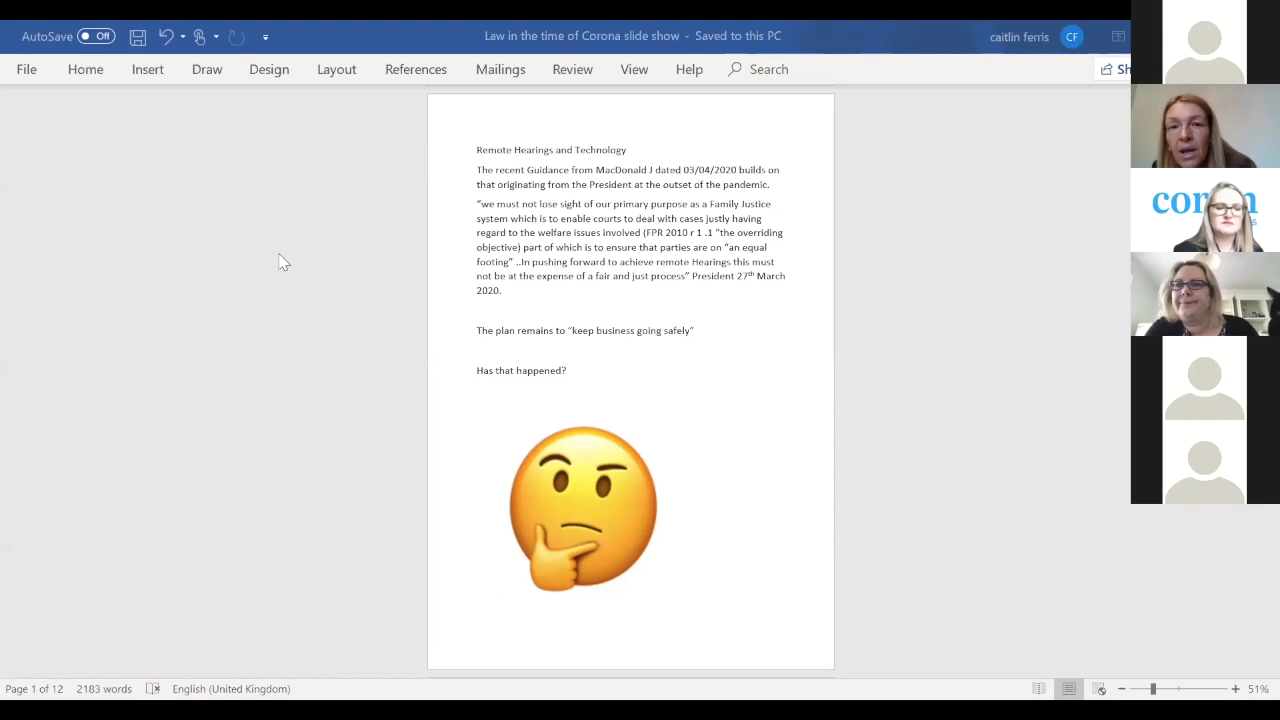 AutoSave Off
Law in the time of Corona slide show - Saved to this PC
caitlin ferris CF
File Home Insert Draw Design Layout References Mailings Review View Help Search Sh
Remote Hearings and Technology
The recent Guidance from MacDonald J dated 03/04/2020 builds on
that originating from the President at the outset of the pandemic.
“we must not lose sight of our primary purpose as a Family Justice
system which is to enable courts to deal with cases justly having
regard to the welfare issues involved (FPR 2010 r 1 .1 “the overriding
objective) part of which is to ensure that parties are on “an equal
footing” ..In pushing forward to achieve remote Hearings this must
not be at the expense of a fair and just process” President 27th March
2020.
The plan remains to “keep business going safely”
Has that happened?
Page 1 of 12 2183 words English (United Kingdom) 51%